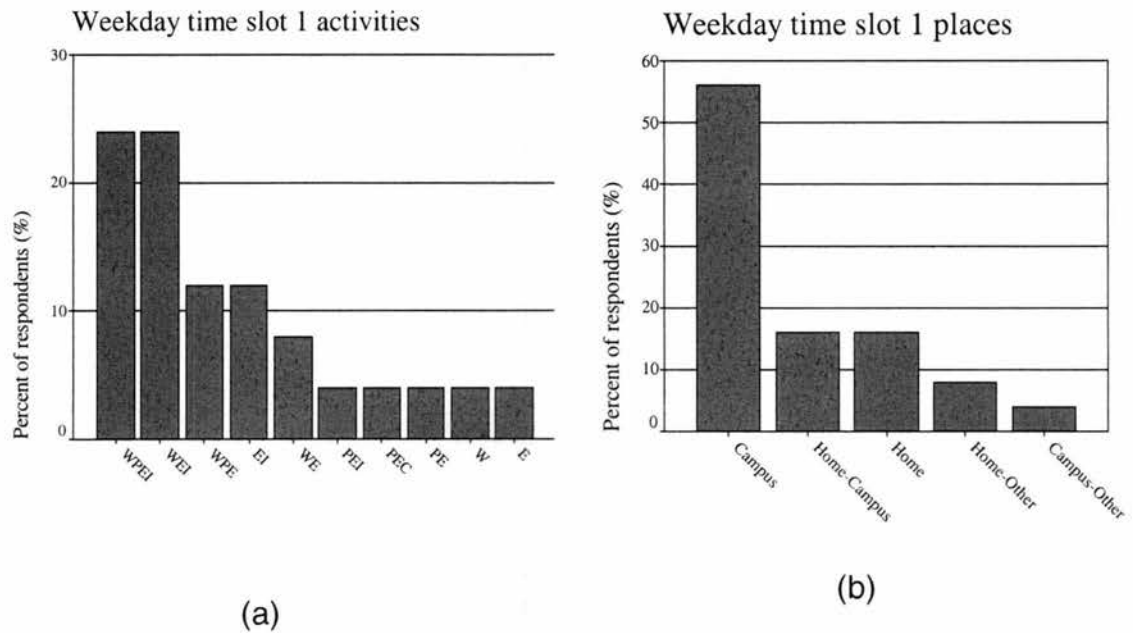 Weekday time slot 1 activities
30
20
10
0
Percent of respondents (%)
WPEI
WEI
WPE
EI
WE
PEI
PEC
PE
W
E
(a)
Weekday time slot 1 places
60
50
40
30
20
10
0
Percent of respondents (%)
Campus
Home-Campus
Home
Home-Other
Campus-Other
(b)